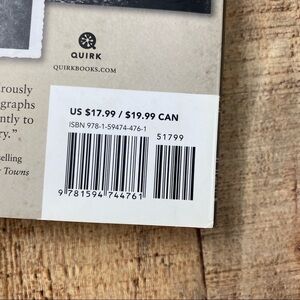 QUIRK
QUIRKBOOKS.COM
rously
graphs
ntly to
ry.”
elling
Towns
US $17.99 / $19.99 CAN
ISBN 978-1-59474-476-1
51799
9 781594 744761